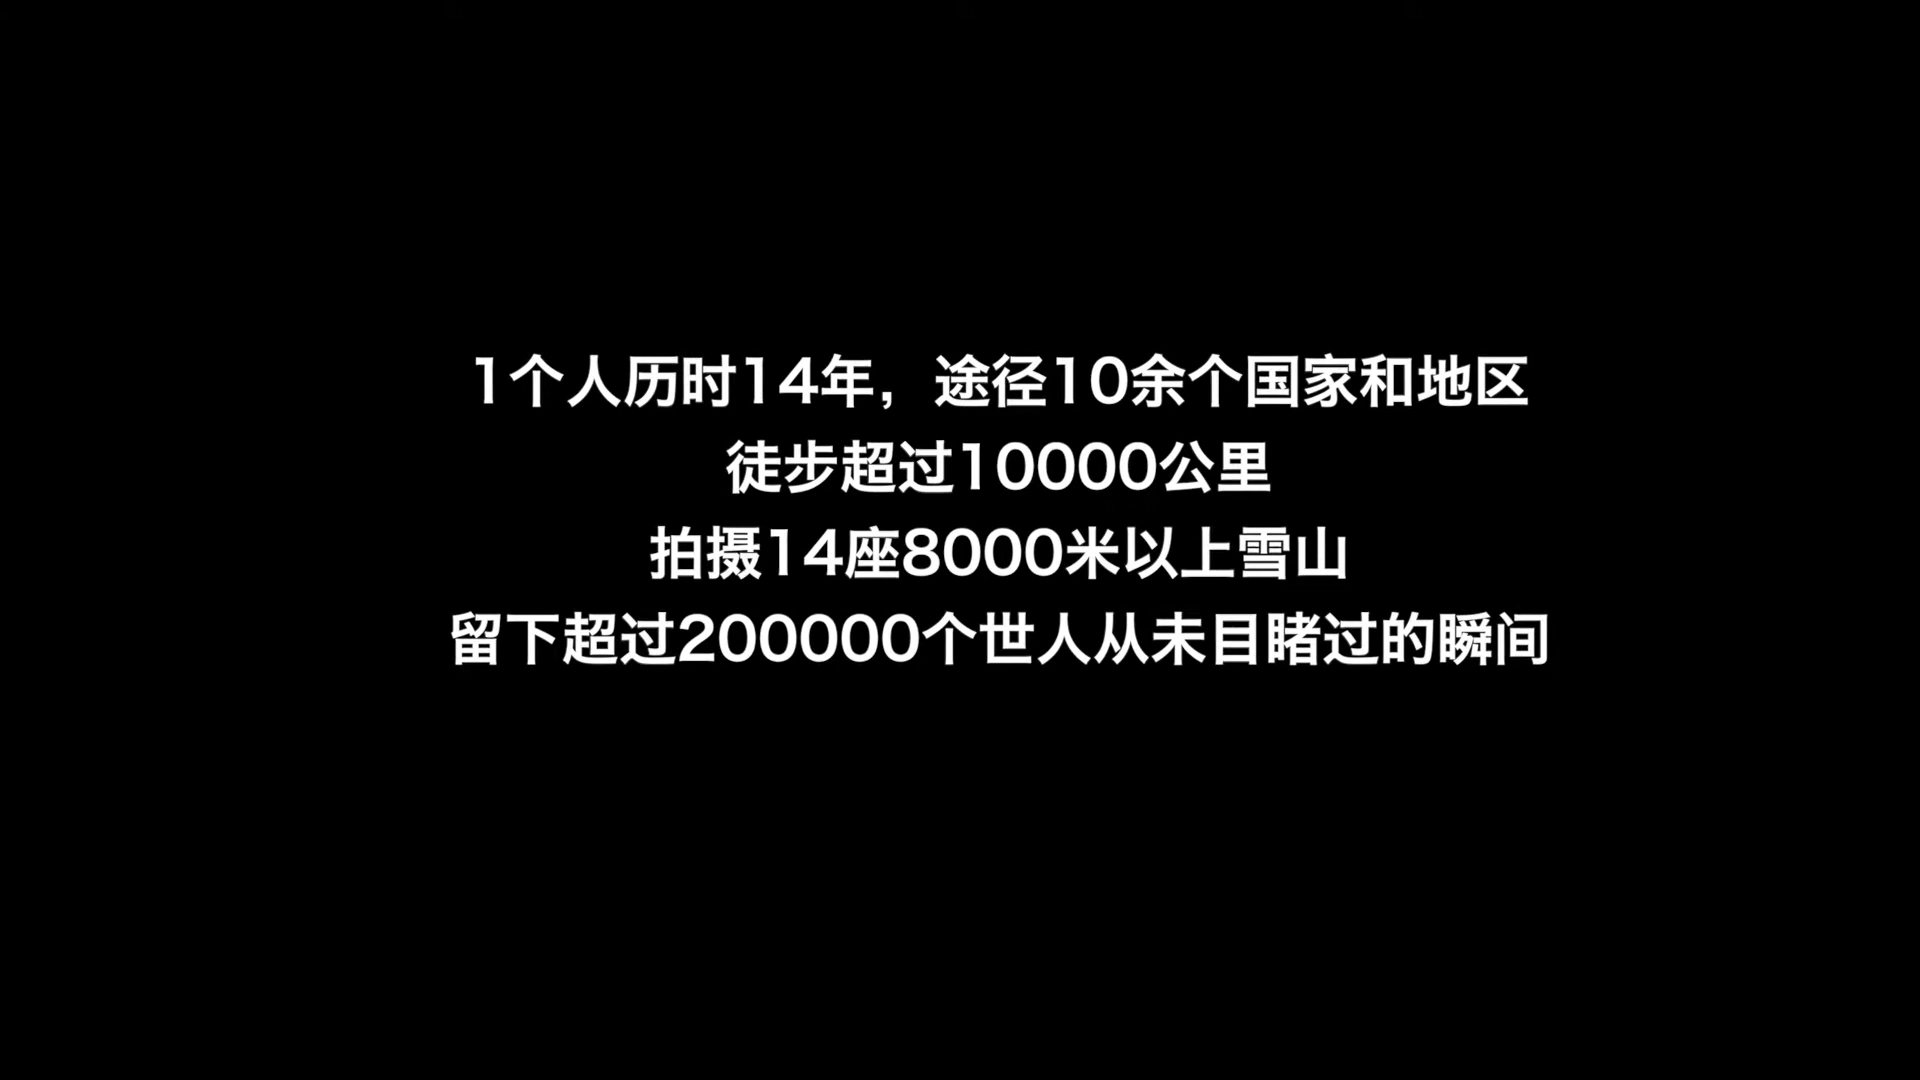 1个人历时14年，途径10余个国家和地区
徒步超过10000公里
拍摄14座8000米以上雪山
留下超过200000个世人从未目睹过的瞬间